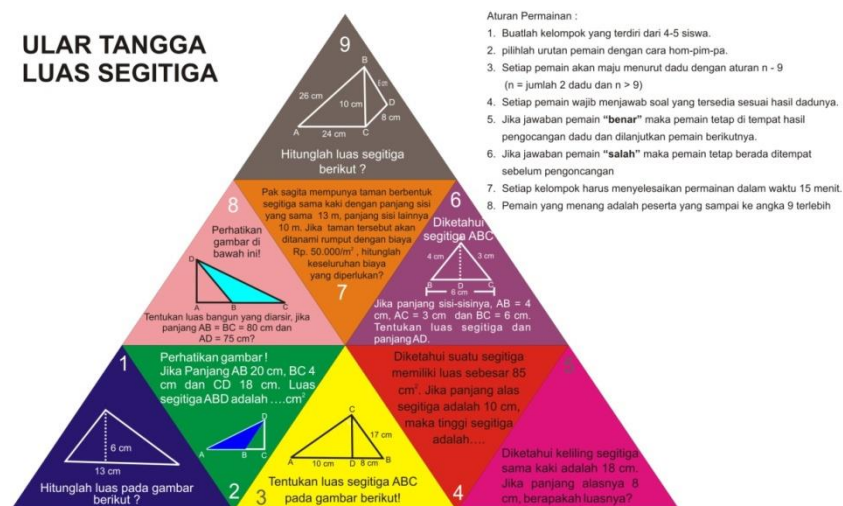 ULAR TANGGA
LUAS SEGITIGA
Aturan Permainan :
1. Buatlah kelompok yang terdiri dari 4-5 siswa.
2. pilihlah urutan pemain dengan cara hom-pim-pa.
3. Setiap pemain akan maju menurut dadu dengan aturan n - 9
(n = jumlah 2 dadu dan n > 9)
4. Setiap pemain wajib menjawab soal yang tersedia sesuai hasil dadunya.
5. Jika jawaban pemain “benar” maka pemain tetap di tempat hasil
pengocangan dadu dan dilanjutkan pemain berikutnya.
6. Jika jawaban pemain “salah” maka pemain tetap berada ditempat
sebelum pengoncangan
7. Setiap kelompok harus menyelesaikan permainan dalam waktu 15 menit.
8. Pemain yang menang adalah peserta yang sampai ke angka 9 terlebih
9
B
26 cm
10 cm
D
8 cm
A
24 cm
C
Hitunglah luas segitiga
berikut ?
8
Perhatikan
gambar di
bawah ini!
D
A
B
C
Tentukan luas bangun yang diarsir, jika
panjang AB = BC = 80 cm dan
AD = 75 cm?
Pak sagita mempunya taman berbentuk
segitiga sama kaki dengan panjang sisi
yang sama 13 m, panjang sisi lainnya
10 m. Jika taman tersebut akan
ditanami rumput dengan biaya
Rp. 50.000/m², hitunglah
keseluruhan biaya
yang diperlukan?
7
6
Diketahui
segitiga ABC
A
4 cm
3 cm
B
D
C
6 cm
Jika panjang sisi-sisinya, AB = 4
cm, AC = 3 cm dan BC = 6 cm.
Tentukan luas segitiga dan
panjang AD.
1
6 cm
13 cm
Hitunglah luas pada gambar
berikut ?
Perhatikan gambar !
Jika Panjang AB 20 cm, BC 4
cm dan CD 18 cm. Luas
segitiga ABD adalah ....cm²
D
A
B
C
2
C
17 cm
A
10 cm
D
8 cm
B
Tentukan luas segitiga ABC
pada gambar berikut!
3
Diketahui suatu segitiga
memiliki luas sebesar 85
cm². Jika panjang alas
segitiga adalah 10 cm,
maka tinggi segitiga
adalah....
4
5
Diketahui keliling segitiga
sama kaki adalah 18 cm.
Jika panjang alasnya 8
cm, berapakah luasnya?